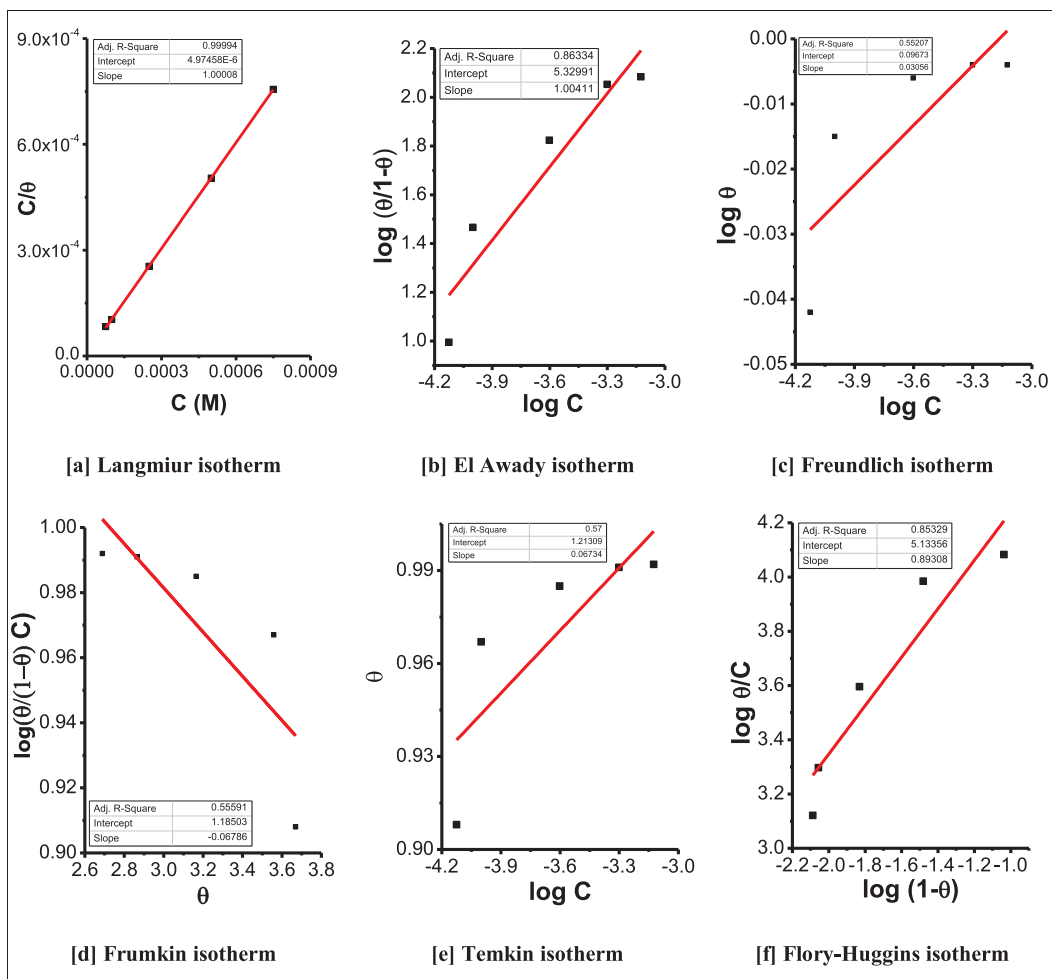 9.0x10-4
6.0x10-4
3.0x10-4
0.0
C/θ
Adj. R-Square 0.99994
Intercept 4.97458E-6
Slope 1.00008
0.0000 0.0003 0.0006 0.0009
C (M)
[a] Langmiur isotherm
2.2
2.0
1.8
1.6
1.4
1.2
1.0
log (θ/1-θ)
Adj. R-Square 0.86334
Intercept 5.32991
Slope 1.00411
-4.2 -3.9 -3.6 -3.3 -3.0
log C
[b] El Awady isotherm
0.00
-0.01
-0.02
-0.03
-0.04
-0.05
log θ
Adj. R-Square 0.55207
Intercept 0.09673
Slope 0.03056
-4.2 -3.9 -3.6 -3.3 -3.0
log C
[c] Freundlich isotherm
1.00
0.98
0.96
0.94
0.92
0.90
log(θ/(1–θ) C)
Adj. R-Square 0.55591
Intercept 1.18503
Slope -0.06786
2.6 2.8 3.0 3.2 3.4 3.6 3.8
θ
[d] Frumkin isotherm
0.99
0.96
0.93
0.90
θ
Adj. R-Square 0.57
Intercept 1.21309
Slope 0.06734
-4.2 -3.9 -3.6 -3.3 -3.0
log C
[e] Temkin isotherm
4.2
4.0
3.8
3.6
3.4
3.2
3.0
log θ/C
Adj. R-Square 0.85329
Intercept 5.13356
Slope 0.89308
-2.2 -2.0 -1.8 -1.6 -1.4 -1.2 -1.0
log (1-θ)
[f] Flory-Huggins isotherm